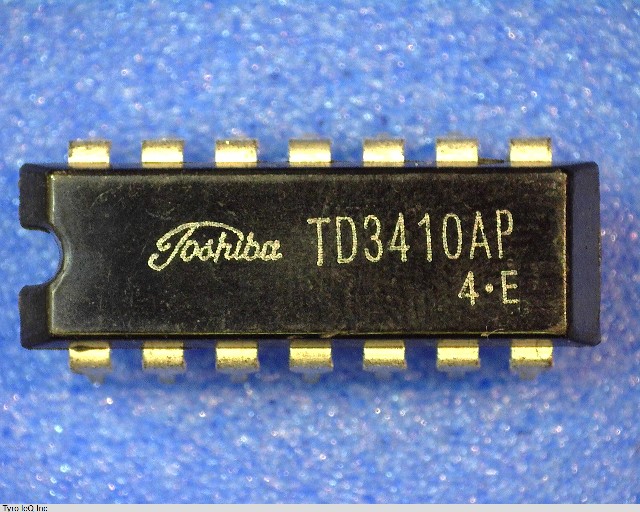 Toshiba TD3410AP
4·E
Tyro IcQ Inc